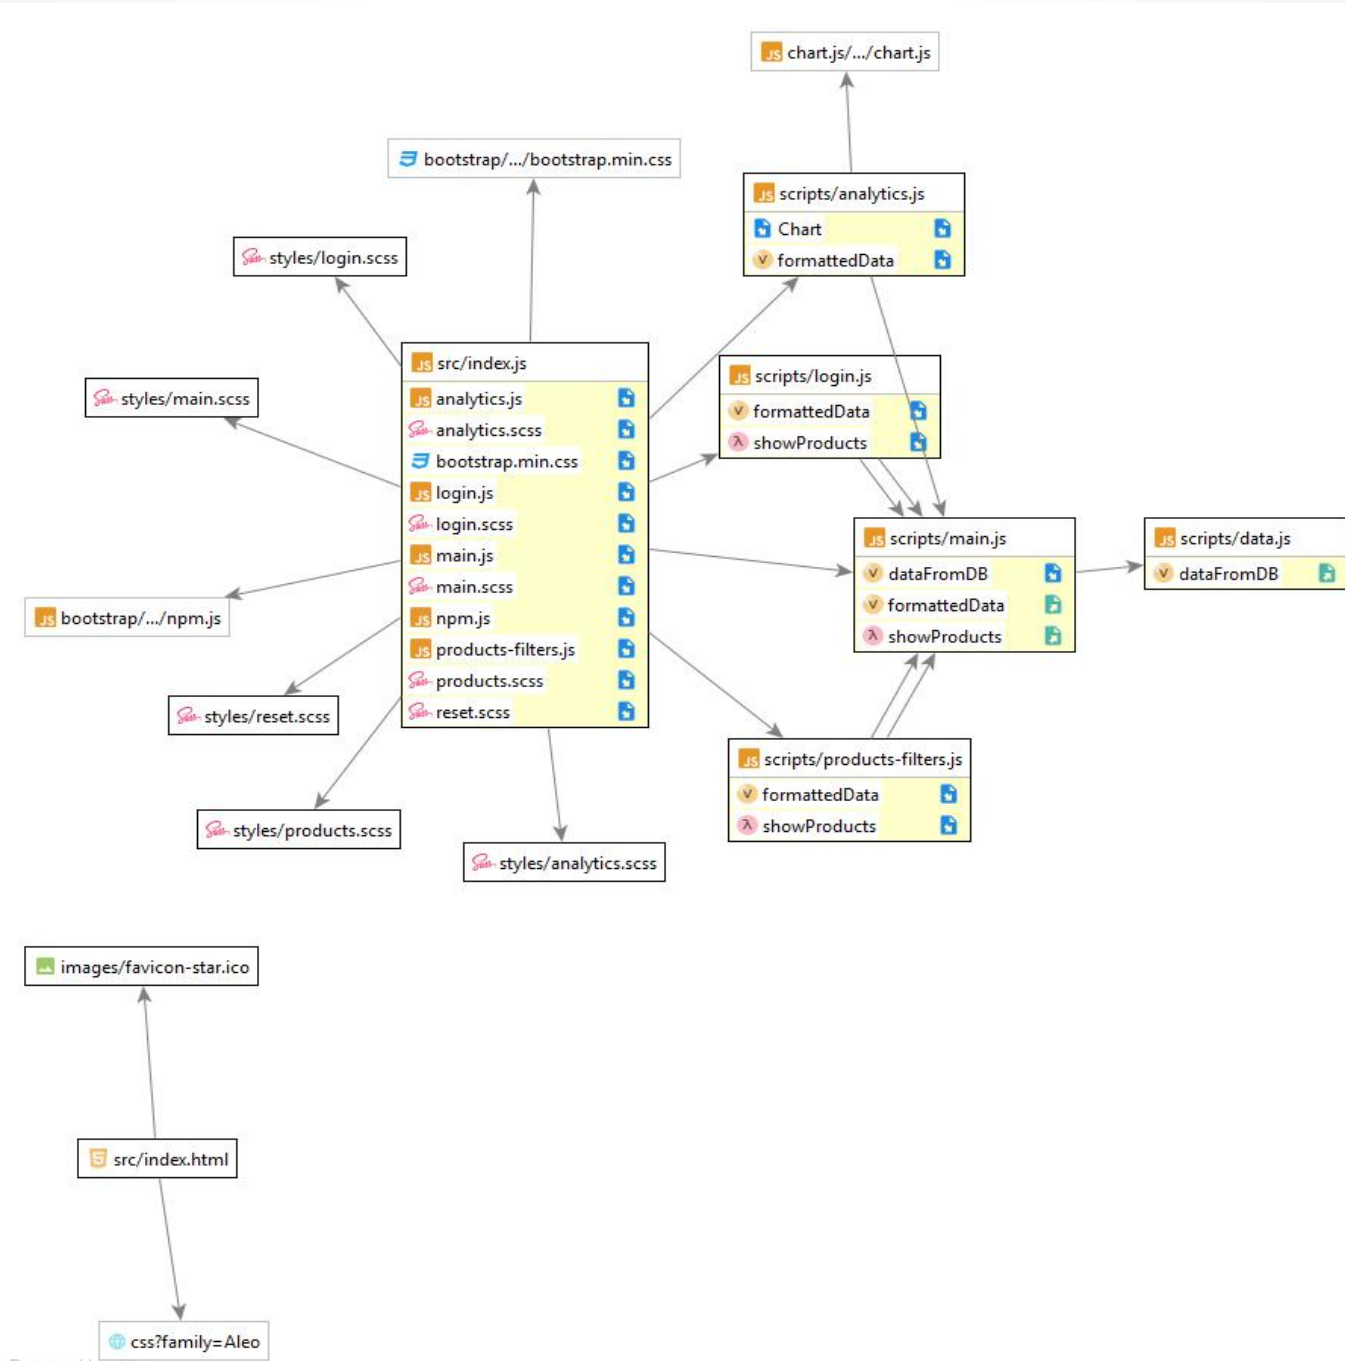 chart.js/.../chart.js
bootstrap/.../bootstrap.min.css
scripts/analytics.js
Chart
formattedData
styles/login.scss
src/index.js
analytics.js
analytics.scss
bootstrap.min.css
login.js
login.scss
main.js
main.scss
npm.js
products-filters.js
products.scss
reset.scss
scripts/login.js
formattedData
showProducts
styles/main.scss
scripts/main.js
dataFromDB
formattedData
showProducts
scripts/data.js
dataFromDB
bootstrap/.../npm.js
styles/reset.scss
scripts/products-filters.js
formattedData
showProducts
styles/products.scss
styles/analytics.scss
images/favicon-star.ico
src/index.html
css?family=Aleo